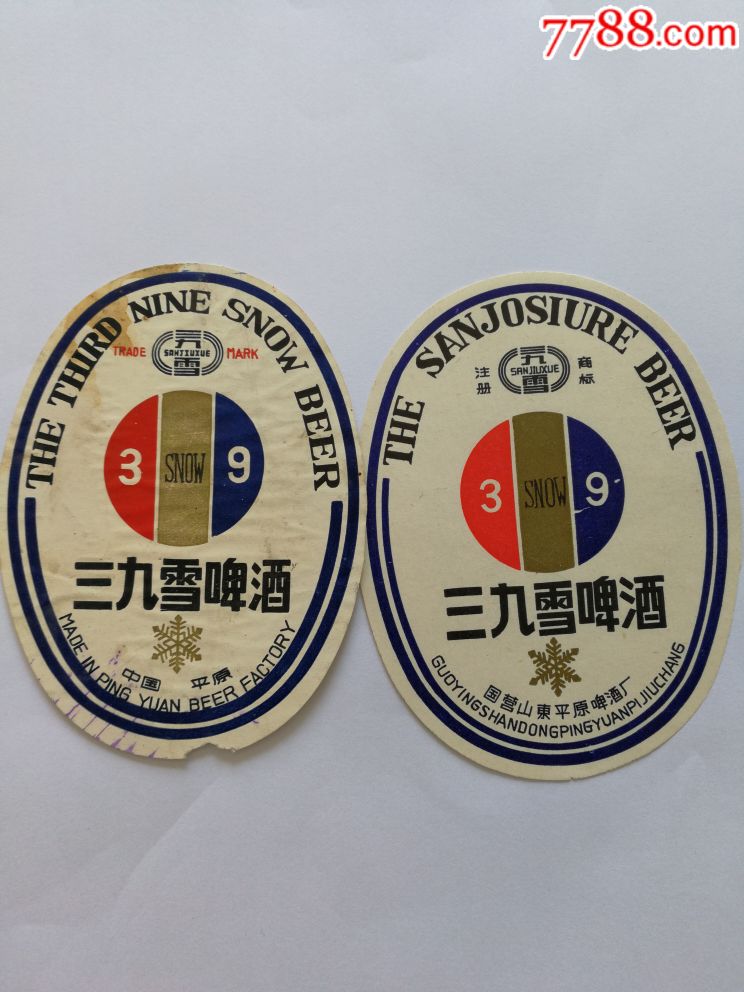 7788.com
THE THIRD NINE SNOW BEER
TRADE MARK
SANJIUXUE
3 SNOW 9
三九雪啤酒
中国 平原
MADE IN PING YUAN BEER FACTORY
THE SANJOSIURE BEER
注册 商标
SANJIUXUE
3 SNOW 9
三九雪啤酒
国营山東平原啤酒厂
GUOYINGSHANDONGPINGYUANPIJIUCHANG